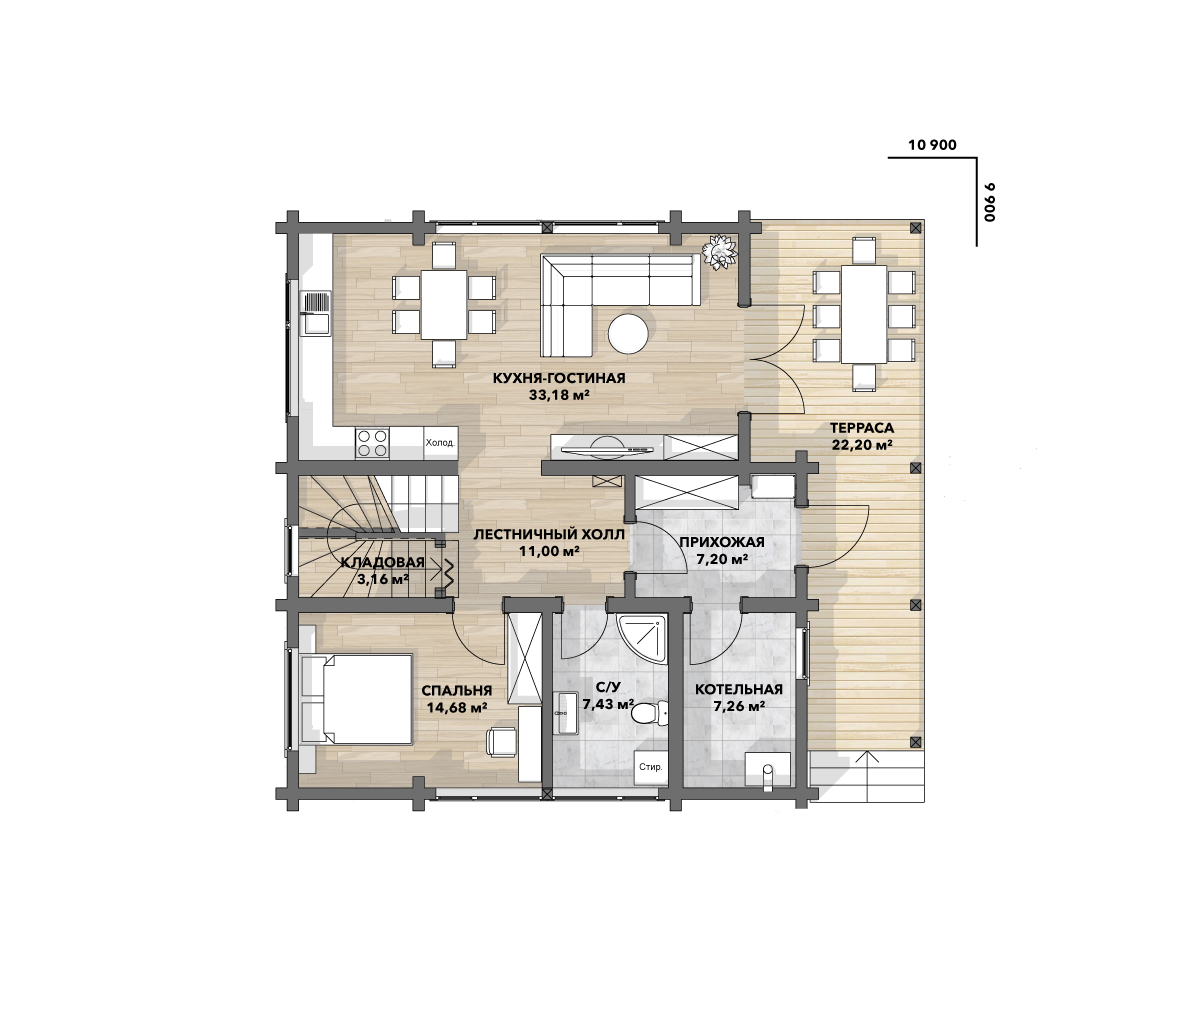 10 900
9 900
КУХНЯ-ГОСТИНАЯ
33,18 м²
ТЕРРАСА
22,20 м²
Холод.
ЛЕСТНИЧНЫЙ ХОЛЛ
11,00 м²
ПРИХОЖАЯ
7,20 м²
КЛАДОВАЯ
3,16 м²
СПАЛЬНЯ
14,68 м²
С/У
7,43 м²
КОТЕЛЬНАЯ
7,26 м²
Стир.